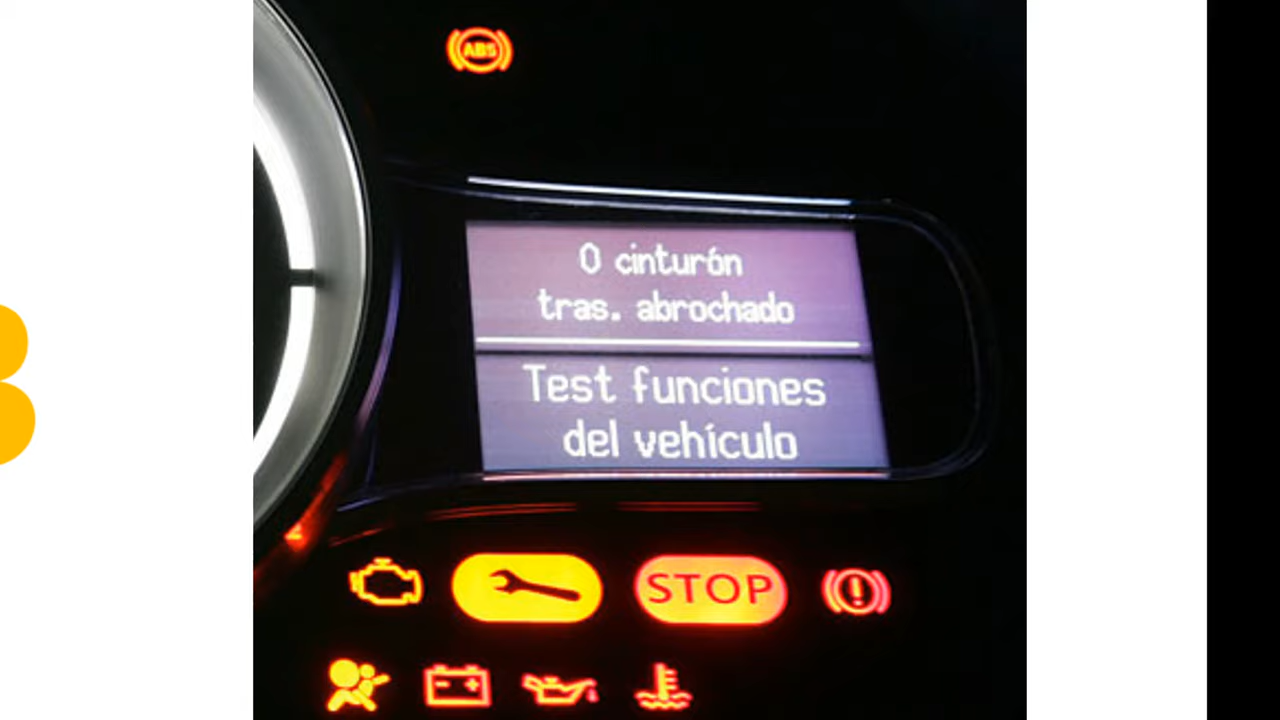 ABS
0 cinturón
tras. abrochado
Test funciones
del vehículo
STOP